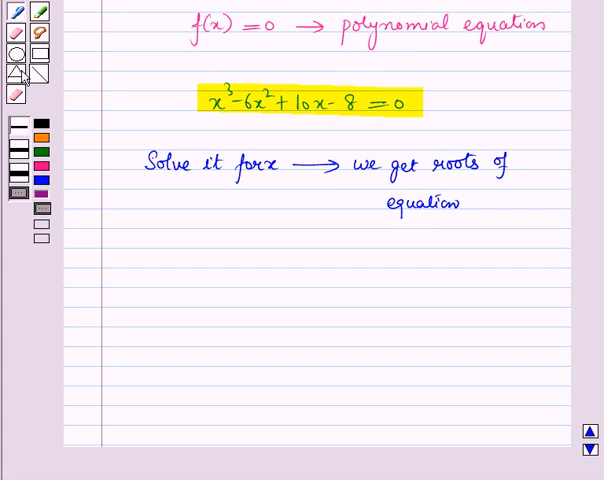 f(x) = 0 → polynomial equation
x³-6x²+10x-8=0
Solve it for x → we get roots of
equation